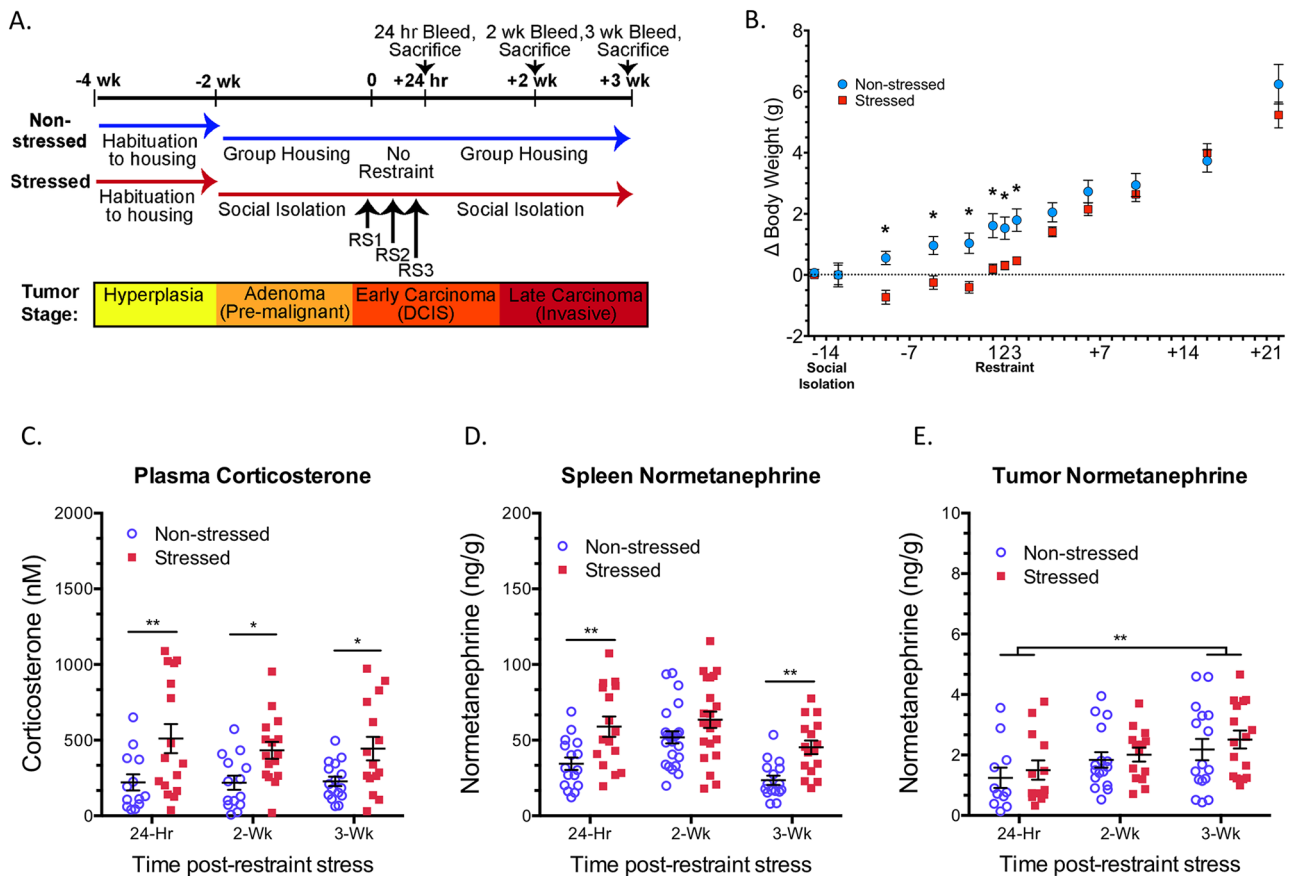 A.
24 hr Bleed, 2 wk Bleed, 3 wk Bleed,
Sacrifice Sacrifice Sacrifice
-4 wk -2 wk 0 +24 hr +2 wk +3 wk
Non-
stressed
Habituation
to housing
Group Housing
No
Restraint
Group Housing
Stressed
Habituation
to housing
Social Isolation
Social Isolation
RS1
RS2
RS3
Tumor
Stage:
Hyperplasia
Adenoma
(Pre-malignant)
Early Carcinoma
(DCIS)
Late Carcinoma
(Invasive)
B.
Δ Body Weight (g)
8
6
4
2
0
-2
Non-stressed
Stressed
* * * * * *
-14 -7 123 +7 +14 +21
Social
Isolation
Restraint
C.
Plasma Corticosterone
Corticosterone (nM)
2000
1500
1000
500
0
Non-stressed
Stressed
** * *
24-Hr 2-Wk 3-Wk
Time post-restraint stress
D.
Spleen Normetanephrine
Normetanephrine (ng/g)
200
150
100
50
0
Non-stressed
Stressed
** **
24-Hr 2-Wk 3-Wk
Time post-restraint stress
E.
Tumor Normetanephrine
Normetanephrine (ng/g)
10
8
6
4
2
0
Non-stressed
Stressed
**
24-Hr 2-Wk 3-Wk
Time post-restraint stress